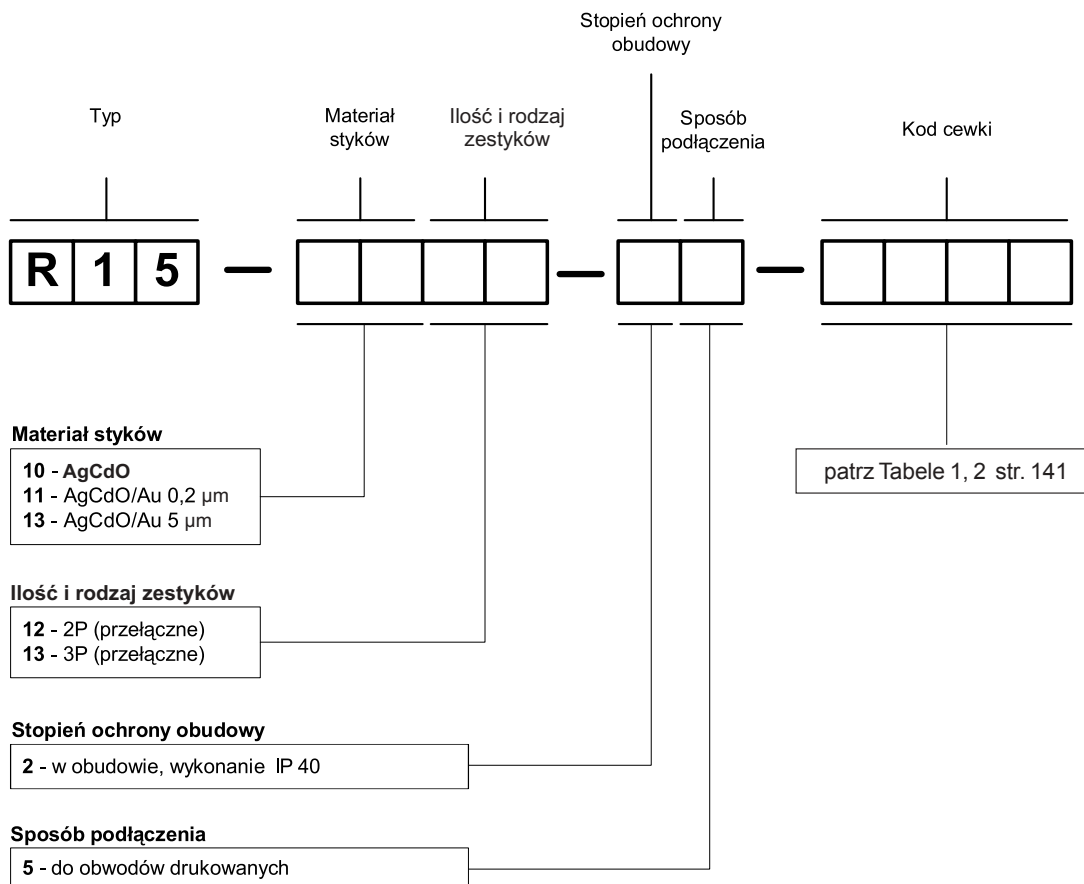 Stopień ochrony
obudowy
Typ
Materiał
styków
Ilość i rodzaj
zestyków
Sposób
podłączenia
Kod cewki
R 1 5 — — —
Materiał styków
10 - AgCdO
11 - AgCdO/Au 0,2 µm
13 - AgCdO/Au 5 µm
patrz Tabele 1, 2 str. 141
Ilość i rodzaj zestyków
12 - 2P (przełączne)
13 - 3P (przełączne)
Stopień ochrony obudowy
2 - w obudowie, wykonanie IP 40
Sposób podłączenia
5 - do obwodów drukowanych